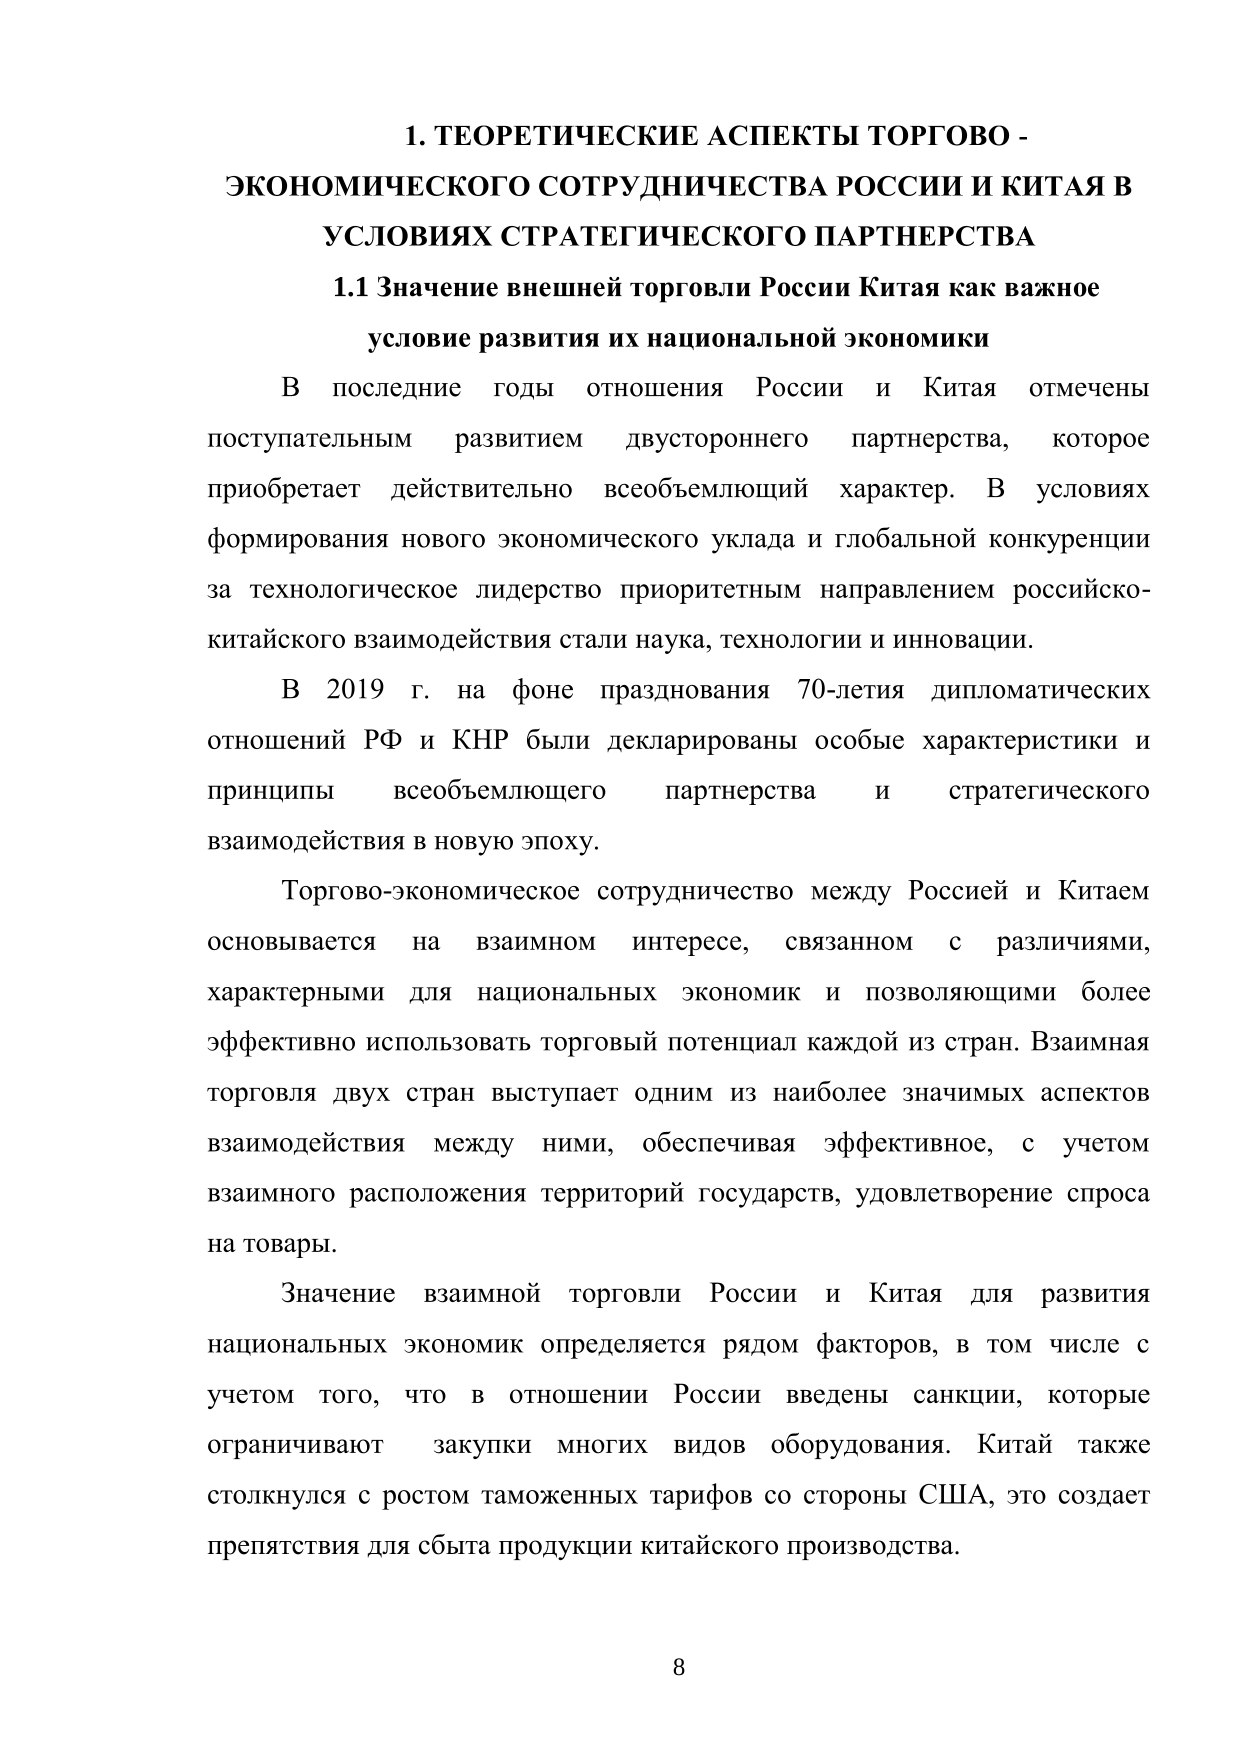 1. ТЕОРЕТИЧЕСКИЕ АСПЕКТЫ ТОРГОВО -
ЭКОНОМИЧЕСКОГО СОТРУДНИЧЕСТВА РОССИИ И КИТАЯ В
УСЛОВИЯХ СТРАТЕГИЧЕСКОГО ПАРТНЕРСТВА
1.1 Значение внешней торговли России Китая как важное
условие развития их национальной экономики
В последние годы отношения России и Китая отмечены
поступательным развитием двустороннего партнерства, которое
приобретает действительно всеобъемлющий характер. В условиях
формирования нового экономического уклада и глобальной конкуренции
за технологическое лидерство приоритетным направлением российско-
китайского взаимодействия стали наука, технологии и инновации.
В 2019 г. на фоне празднования 70-летия дипломатических
отношений РФ и КНР были декларированы особые характеристики и
принципы всеобъемлющего партнерства и стратегического
взаимодействия в новую эпоху.
Торгово-экономическое сотрудничество между Россией и Китаем
основывается на взаимном интересе, связанном с различиями,
характерными для национальных экономик и позволяющими более
эффективно использовать торговый потенциал каждой из стран. Взаимная
торговля двух стран выступает одним из наиболее значимых аспектов
взаимодействия между ними, обеспечивая эффективное, с учетом
взаимного расположения территорий государств, удовлетворение спроса
на товары.
Значение взаимной торговли России и Китая для развития
национальных экономик определяется рядом факторов, в том числе с
учетом того, что в отношении России введены санкции, которые
ограничивают закупки многих видов оборудования. Китай также
столкнулся с ростом таможенных тарифов со стороны США, это создает
препятствия для сбыта продукции китайского производства.
8